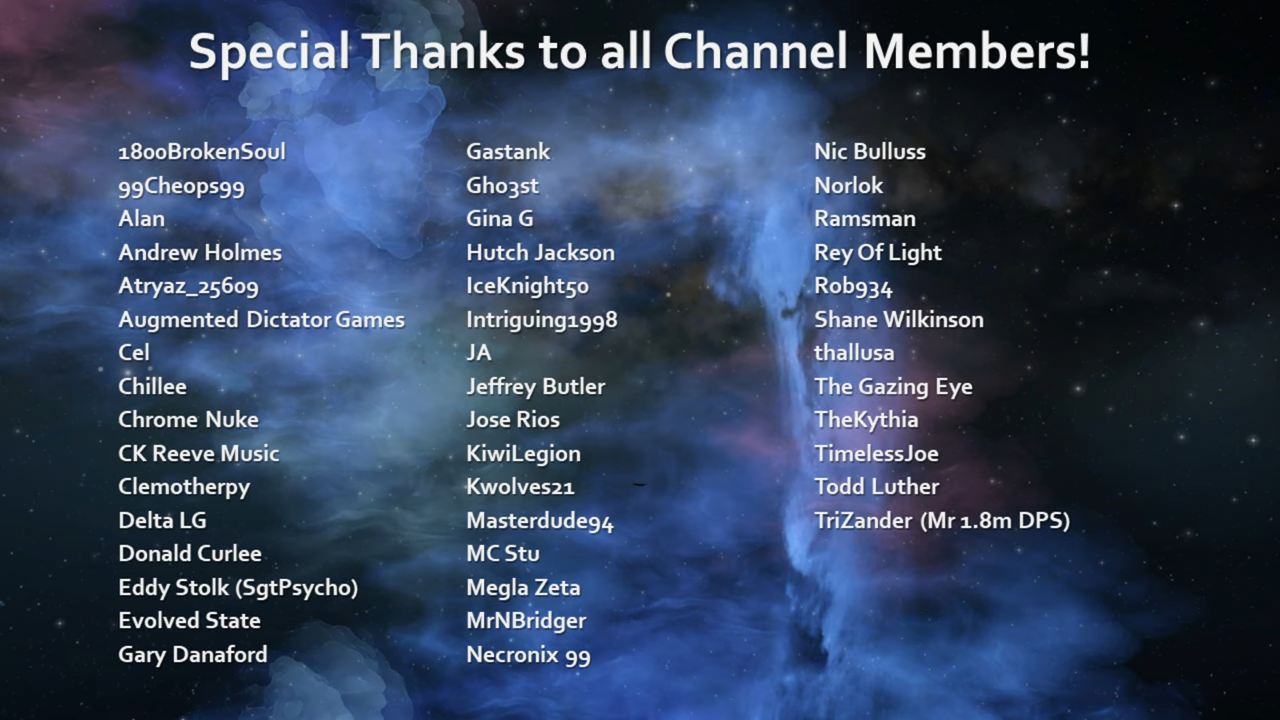 Special Thanks to all Channel Members!
1800BrokenSoul
99Cheops99
Alan
Andrew Holmes
Atryaz_25609
Augmented Dictator Games
Cel
Chillee
Chrome Nuke
CK Reeve Music
Clemotherpy
Delta LG
Donald Curlee
Eddy Stolk (SgtPsycho)
Evolved State
Gary Danaford
Gastank
Gho3st
Gina G
Hutch Jackson
IceKnight50
Intriguing1998
JA
Jeffrey Butler
Jose Rios
KiwiLegion
Kwolves21
Masterdude94
MC Stu
Megla Zeta
MrNBridger
Necronix 99
Nic Bulluss
Norlok
Ramsman
Rey Of Light
Rob934
Shane Wilkinson
thallusa
The Gazing Eye
TheKythia
TimelessJoe
Todd Luther
TriZander (Mr 1.8m DPS)